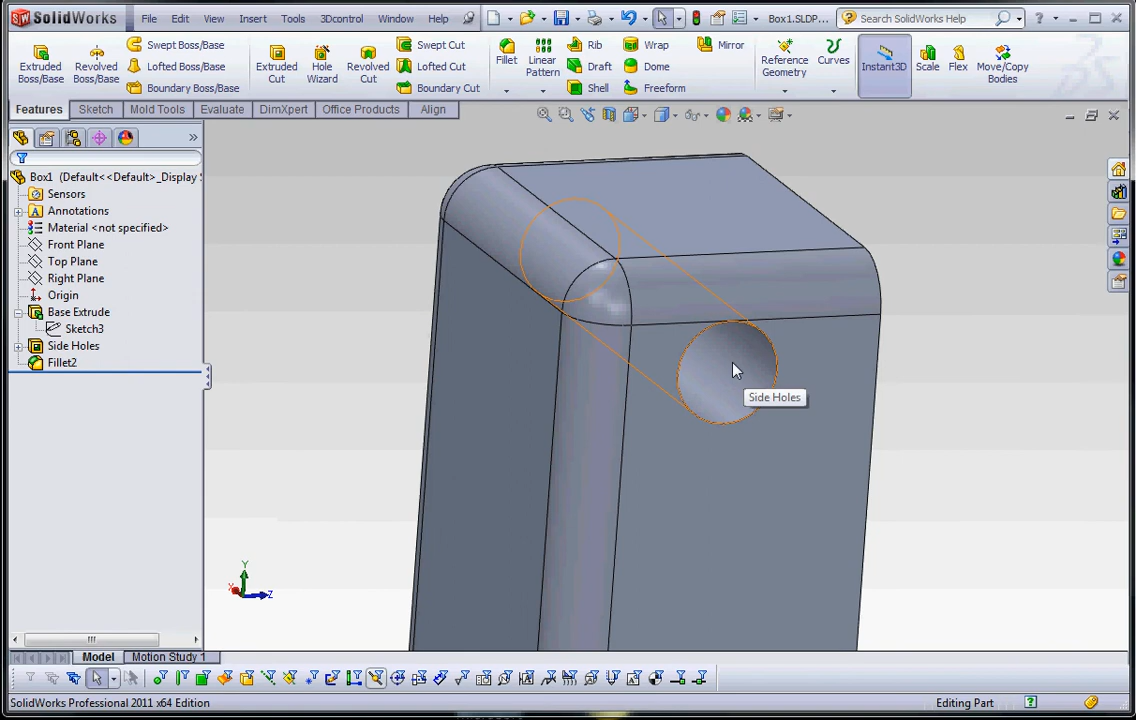 SolidWorks File Edit View Insert Tools 3Dcontrol Window Help Box1.SLDP... Search SolidWorks Help
Extruded Boss/Base
Revolved Boss/Base
Swept Boss/Base
Lofted Boss/Base
Boundary Boss/Base
Extruded Cut
Hole Wizard
Revolved Cut
Swept Cut
Lofted Cut
Boundary Cut
Fillet
Linear Pattern
Rib
Draft
Shell
Wrap
Dome
Freeform
Mirror
Reference Geometry
Curves
Instant3D
Scale
Flex
Move/Copy Bodies
Features Sketch Mold Tools Evaluate DimXpert Office Products Align
Box1 (Default<<Default>_Display
Sensors
Annotations
Material <not specified>
Front Plane
Top Plane
Right Plane
Origin
Base Extrude
Sketch3
Side Holes
Fillet2
Side Holes
Y
X
Z
Model Motion Study 1
SolidWorks Professional 2011 x64 Edition Editing Part